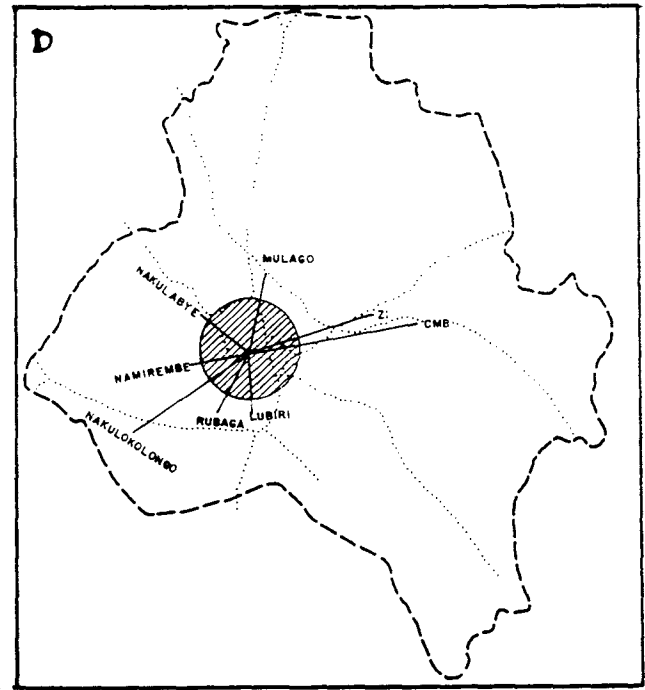 D
MULAGO
NAKULABYE
Z.
CMB
NAMIREMBE
RUBAGA
LUBIRI
NAKULOKOLONGO